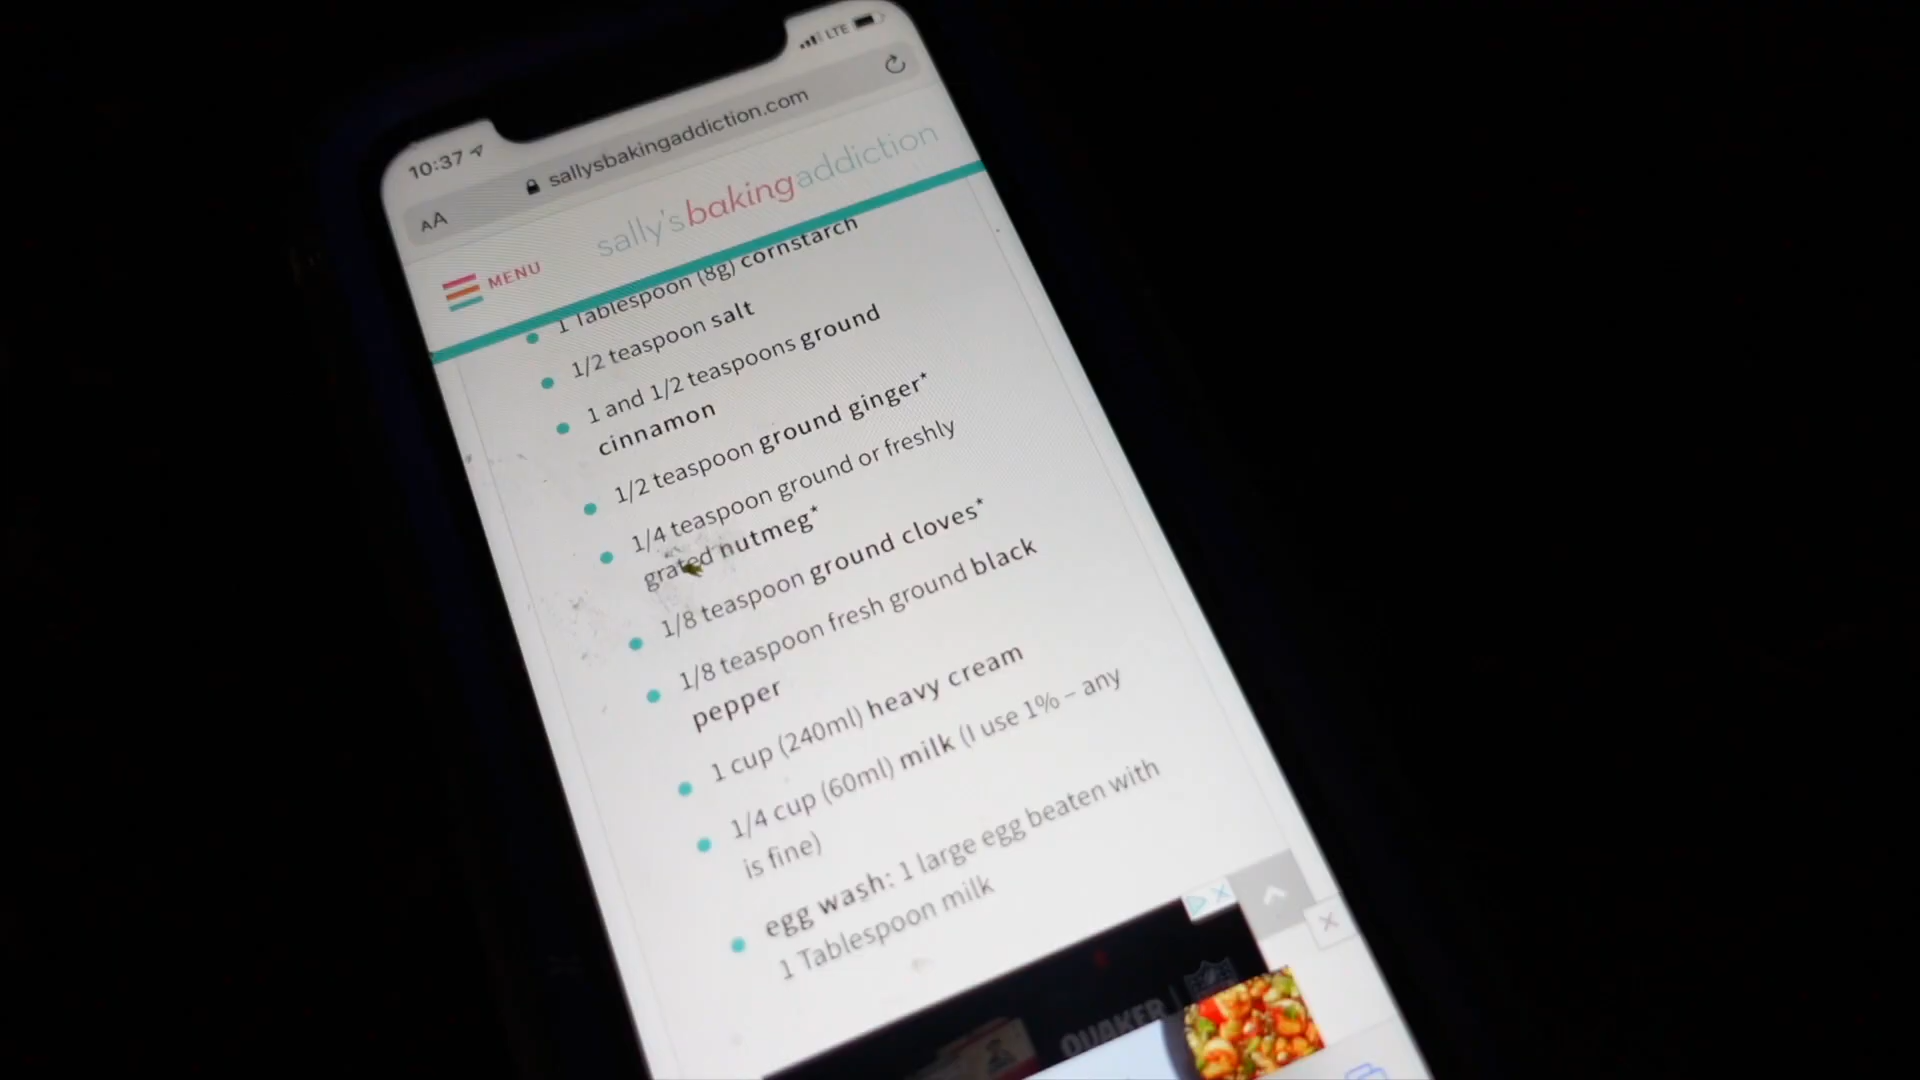 10:37
LTE
AA
sallysbakingaddiction.com
MENU
sally'sbakingaddiction
1 Tablespoon (8g) cornstarch
1/2 teaspoon salt
1 and 1/2 teaspoons ground
cinnamon
1/2 teaspoon ground ginger*
1/4 teaspoon ground or freshly
grated nutmeg*
1/8 teaspoon ground cloves*
1/8 teaspoon fresh ground black
pepper
1 cup (240ml) heavy cream
1/4 cup (60ml) milk (I use 1% – any
is fine)
egg wash: 1 large egg beaten with
1 Tablespoon milk
QUAKER | NFL